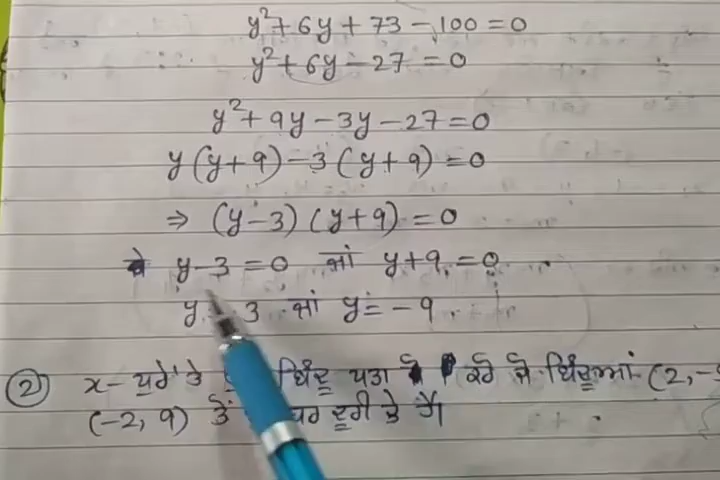 y²+6y+73-100=0
y²+6y-27=0
y²+9y-3y-27=0
y(y+9)-3(y+9)=0
⇒ (y-3)(y+9)=0
y-3=0 ਜਾਂ y+9=0
y= 3 ਜਾਂ y=-9
② x-ਧੁਰੇ ਤੇ ਬਿੰਦੂ ਪਤਾ ਕਰੋ ਜੋ ਬਿੰਦੂਆਂ (2,-
(-2,9) ਤੋਂ ਦੂਰੀ ਤੇ ਹੈ।